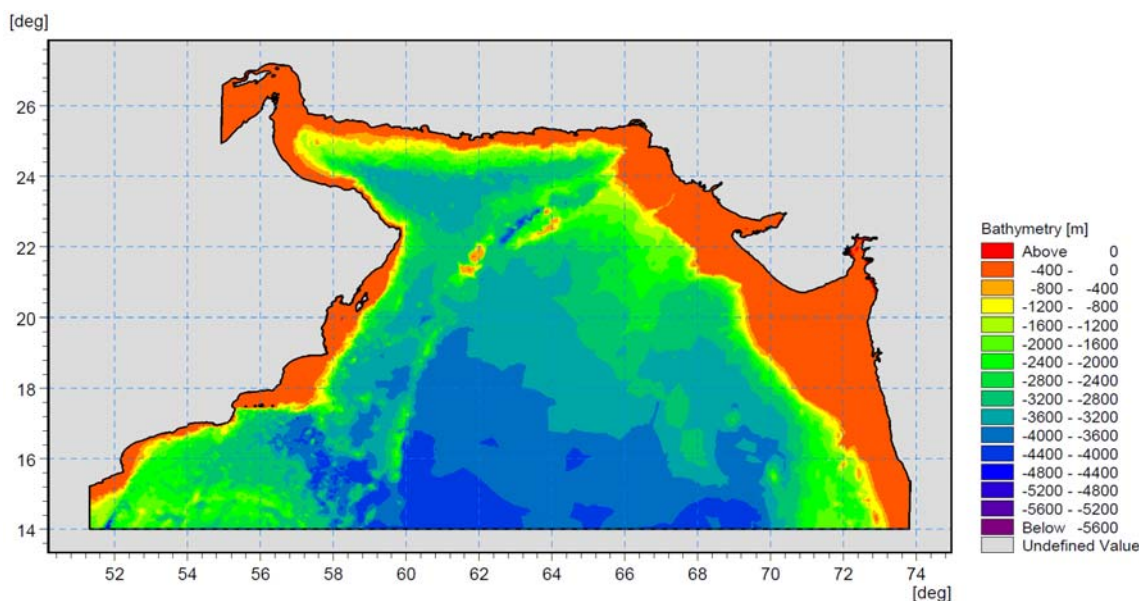 [deg]
26
24
22
20
18
16
14
52 54 56 58 60 62 64 66 68 70 72 74
[deg]
Bathymetry [m]
Above 0
-400 - 0
-800 - -400
-1200 - -800
-1600 - -1200
-2000 - -1600
-2400 - -2000
-2800 - -2400
-3200 - -2800
-3600 - -3200
-4000 - -3600
-4400 - -4000
-4800 - -4400
-5200 - -4800
-5600 - -5200
Below -5600
Undefined Value